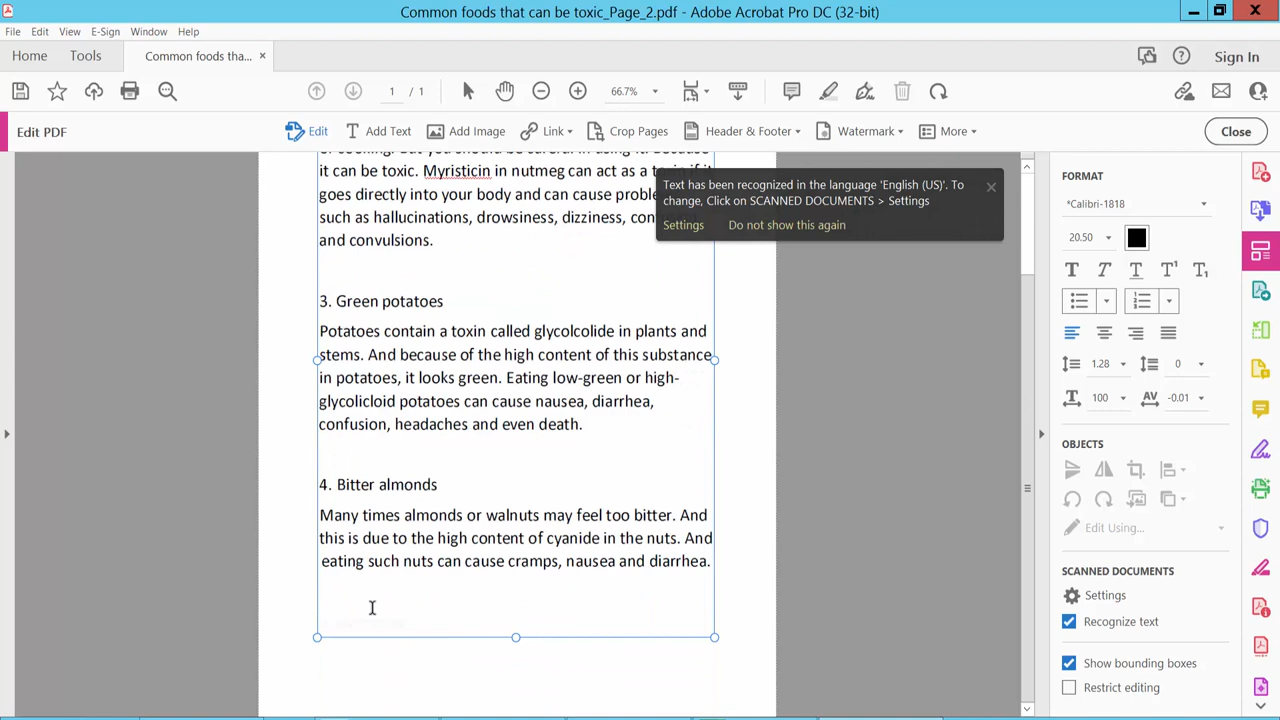 Common foods that can be toxic_Page_2.pdf - Adobe Acrobat Pro DC (32-bit)
File Edit View E-Sign Window Help
Home Tools Common foods tha... × Sign In
1 / 1 66.7%
Edit PDF Edit Add Text Add Image Link Crop Pages Header & Footer Watermark More Close
it can be toxic. Myristicin in nutmeg can act as a
goes directly into your body and can cause
such as hallucinations, drowsiness, dizziness,
and convulsions.
Text has been recognized in the language 'English (US)'. To
change, Click on SCANNED DOCUMENTS > Settings
Settings Do not show this again
3. Green potatoes
Potatoes contain a toxin called glycolcolide in plants and
stems. And because of the high content of this substance
in potatoes, it looks green. Eating low-green or high-
glycolicloid potatoes can cause nausea, diarrhea,
confusion, headaches and even death.
4. Bitter almonds
Many times almonds or walnuts may feel too bitter. And
this is due to the high content of cyanide in the nuts. And
eating such nuts can cause cramps, nausea and diarrhea.
FORMAT
*Calibri-1818
20.50
1.28 0
100 AV -0.01
OBJECTS
Edit Using...
SCANNED DOCUMENTS
Settings
Recognize text
Show bounding boxes
Restrict editing